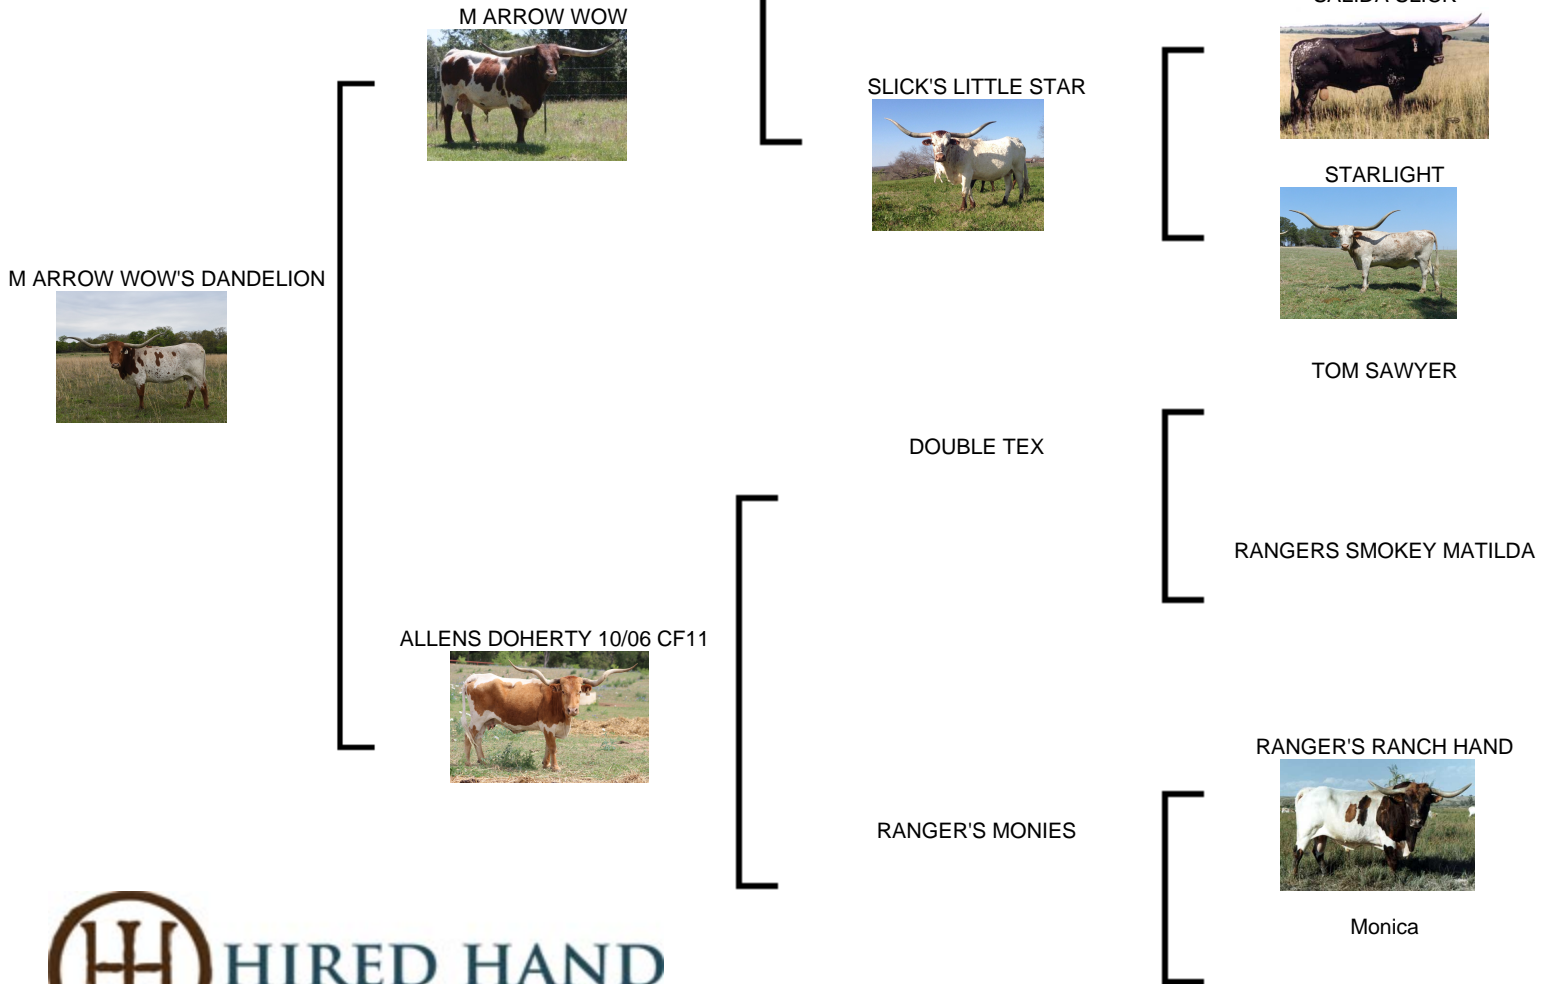 M ARROW WOW
SLICK'S LITTLE STAR
STARLIGHT
M ARROW WOW'S DANDELION
TOM SAWYER
DOUBLE TEX
RANGERS SMOKEY MATILDA
ALLENS DOHERTY 10/06 CF11
RANGER'S RANCH HAND
RANGER'S MONIES
Monica
HIRED HAND